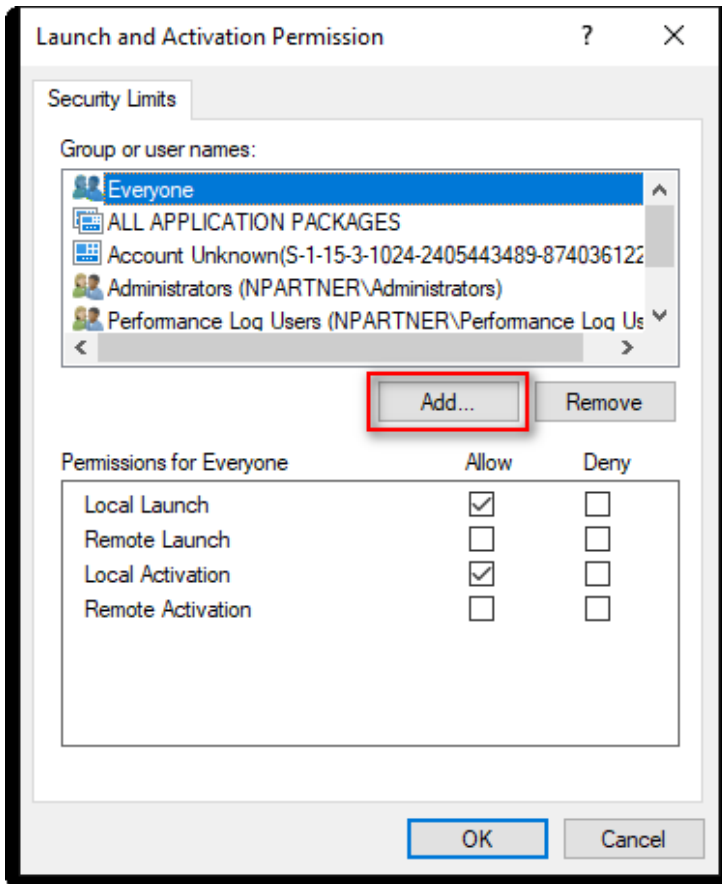 Launch and Activation Permission ?
Security Limits
Group or user names:
Everyone
ALL APPLICATION PACKAGES
Account Unknown(S-1-15-3-1024-2405443489-874036122
Administrators (NPARTNER\Administrators)
Performance Log Users (NPARTNER\Performance Log Us
Add... Remove
Permissions for Everyone Allow Deny
Local Launch
Remote Launch
Local Activation
Remote Activation
OK Cancel